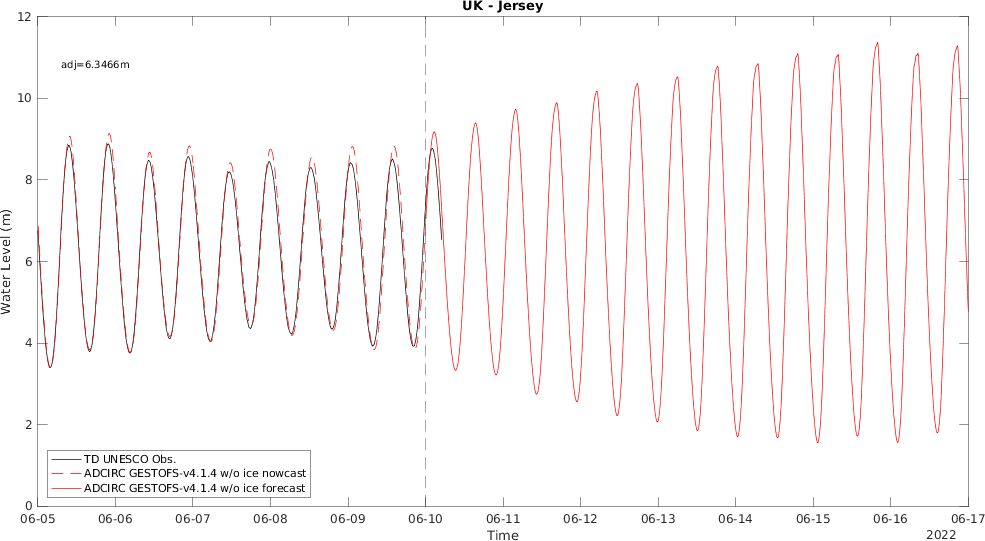 UK - Jersey
adj=6.3466m
12
10
8
6
4
2
0
Water Level (m)
TD UNESCO Obs.
ADCIRC GESTOFS-v4.1.4 w/o ice nowcast
ADCIRC GESTOFS-v4.1.4 w/o ice forecast
06-05 06-06 06-07 06-08 06-09 06-10 06-11 06-12 06-13 06-14 06-15 06-16 06-17
Time
2022